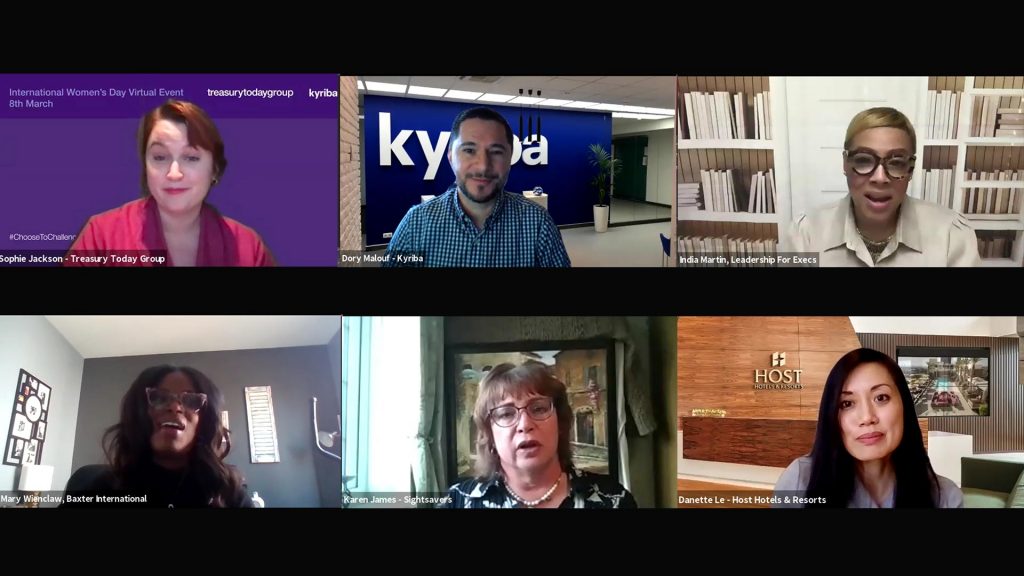 International Women's Day Virtual Event
8th March
treasurytodaygroup
kyriba
#ChooseToChalleng
Sophie Jackson - Treasury Today Group
kyriba
Dory Malouf - Kyriba
India Martin, Leadership For Execs
Mary Wienclaw, Baxter International
Karen James - Sightsavers
HOST
HOTELS & RESORTS
Danette Le - Host Hotels & Resorts